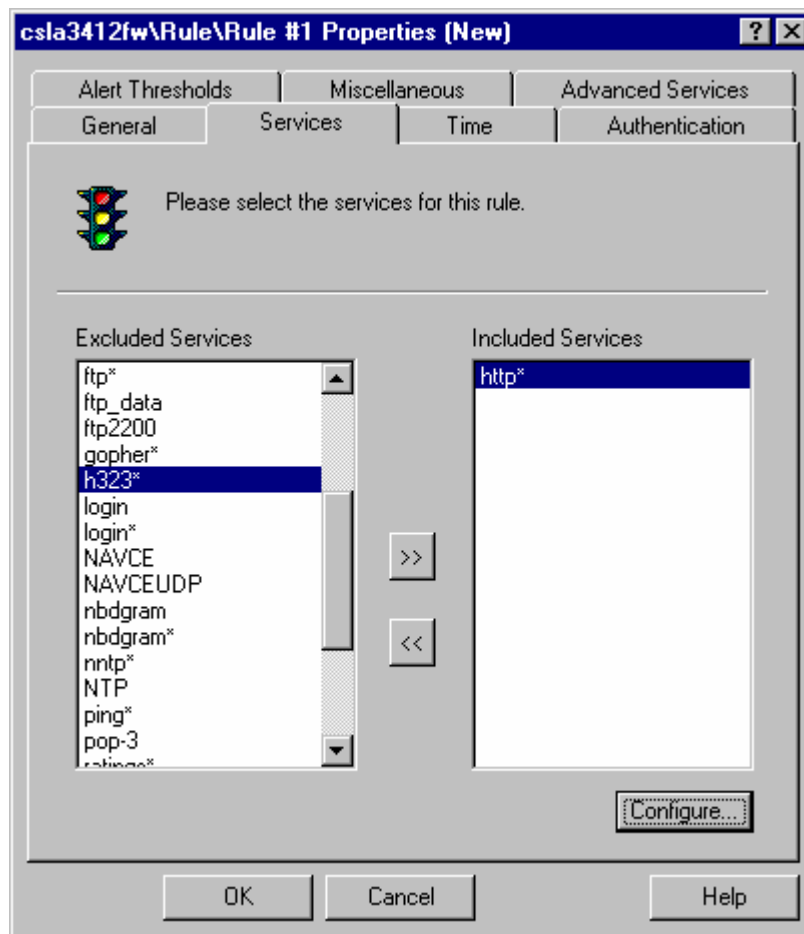 csla3412fw\Rule\Rule #1 Properties (New)
Alert Thresholds
Miscellaneous
Advanced Services
General
Services
Time
Authentication
Please select the services for this rule.
Excluded Services
ftp*
ftp_data
ftp2200
gopher*
h323*
login
login*
NAVCE
NAVCEUDP
nbdgram
nbdgram*
nntp*
NTP
ping*
pop-3
ratings*
>>
<<
Included Services
http*
Configure...
OK
Cancel
Help